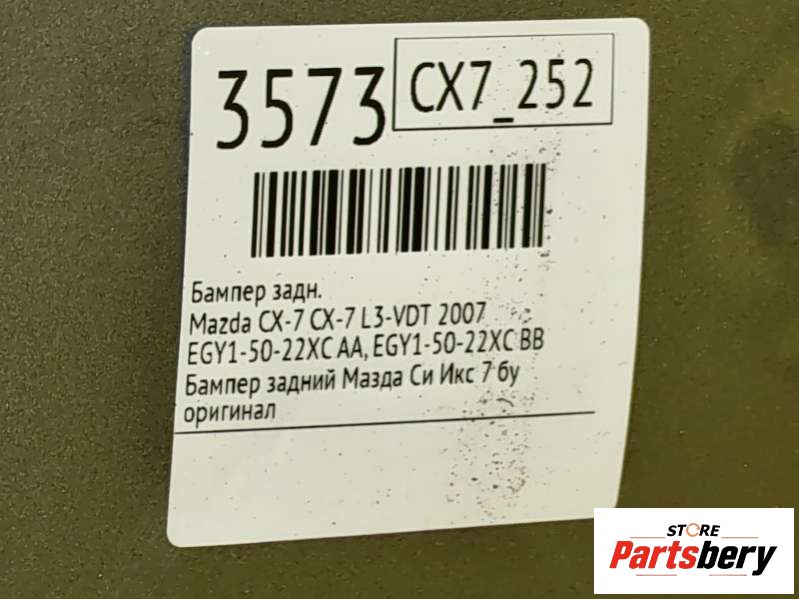 3573
CX7_252
Бампер задн.
Mazda CX-7 CX-7 L3-VDT 2007
EGY1-50-22XC AA, EGY1-50-22XC BB
Бампер задний Мазда Си Икс 7 бу
оригинал
STORE
Partsbery